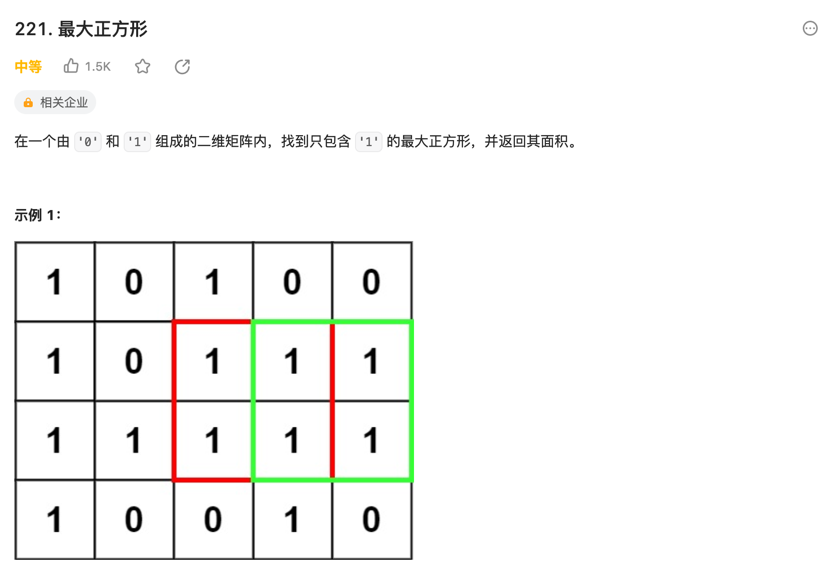 221. 最大正方形
中等 1.5K
相关企业
在一个由 '0' 和 '1' 组成的二维矩阵内，找到只包含 '1' 的最大正方形，并返回其面积。
示例 1：
1 0 1 0 0
1 0 1 1 1
1 1 1 1 1
1 0 0 1 0